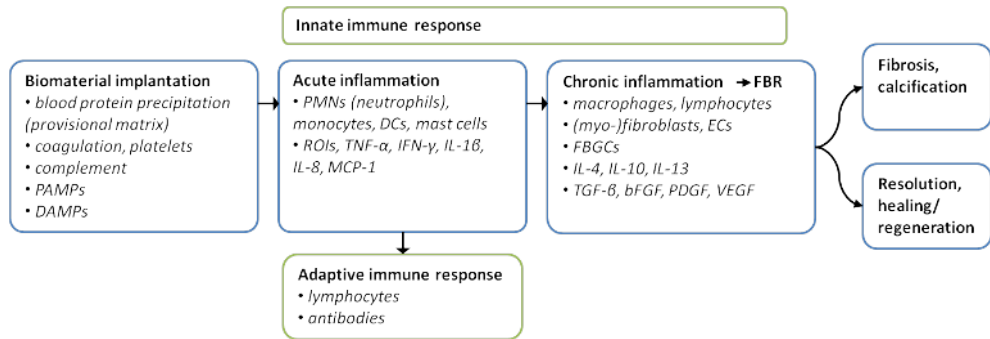 Innate immune response
Biomaterial implantation
• blood protein precipitation
(provisional matrix)
• coagulation, platelets
• complement
• PAMPs
• DAMPs
Acute inflammation
• PMNs (neutrophils),
monocytes, DCs, mast cells
• ROIs, TNF-α, IFN-γ, IL-1β,
IL-8, MCP-1
Chronic inflammation → FBR
• macrophages, lymphocytes
• (myo-)fibroblasts, ECs
• FBGCs
• IL-4, IL-10, IL-13
• TGF-β, bFGF, PDGF, VEGF
Fibrosis,
calcification
Resolution,
healing/
regeneration
Adaptive immune response
• lymphocytes
• antibodies